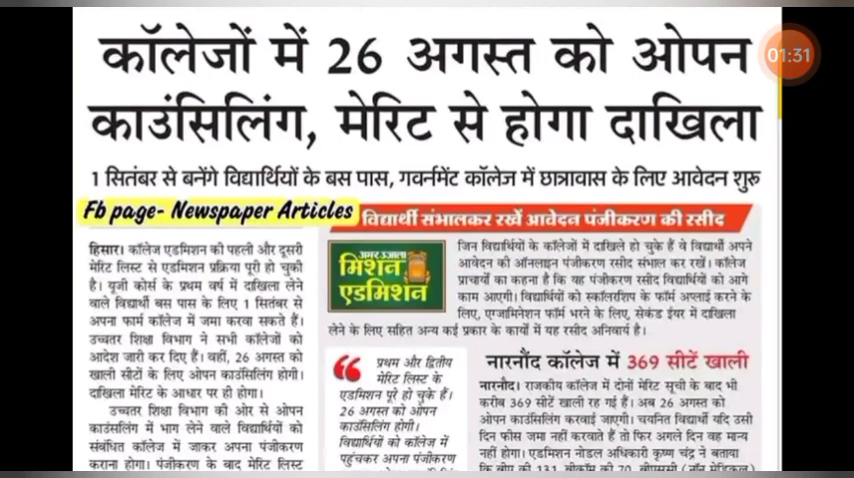 01:31
कॉलेजों में 26 अगस्त को ओपन
काउंसिलिंग, मेरिट से होगा दाखिला
1 सितंबर से बनेंगे विद्यार्थियों के बस पास, गवर्नमेंट कॉलेज में छात्रावास के लिए आवेदन शुरू
Fb page- Newspaper Articles
हिसार। कॉलेज एडमिशन की पहली और दूसरी
मेरिट लिस्ट से एडमिशन प्रक्रिया पूरी हो चुकी
है। यूजी कोर्स के प्रथम वर्ष में दाखिला लेने
वाले विद्यार्थी बस पास के लिए 1 सितंबर से
अपना फार्म कॉलेज में जमा करवा सकते हैं।
उच्चतर शिक्षा विभाग ने सभी कॉलेजों को
आदेश जारी कर दिए हैं। वहीं, 26 अगस्त को
खाली सीटों के लिए ओपन काउंसिलिंग होगी।
दाखिला मेरिट के आधार पर ही होगा।
उच्चतर शिक्षा विभाग की ओर से ओपन
काउंसलिंग में भाग लेने वाले विद्यार्थियों को
संबंधित कॉलेज में जाकर अपना पंजीकरण
कराना होगा। पंजीकरण के बाद मेरिट लिस्ट
विद्यार्थी संभालकर रखें आवेदन पंजीकरण की रसीद
अमर उजाला
मिशन
एडमिशन
जिन विद्यार्थियों के कॉलेजों में दाखिले हो चुके हैं वे विद्यार्थी अपने
आवेदन की ऑनलाइन पंजीकरण रसीद संभाल कर रखें। कॉलेज
प्राचार्यों का कहना है कि यह पंजीकरण रसीद विद्यार्थियों को आगे
काम आएगी। विद्यार्थियों को स्कॉलरशिप के फॉर्म अप्लाई करने के
लिए, एग्जामिनेशन फॉर्म भरने के लिए, सेकंड ईयर में दाखिला
लेने के लिए सहित अन्य कई प्रकार के कार्यों में यह रसीद अनिवार्य है।
प्रथम और द्वितीय
मेरिट लिस्ट के
एडमिशन पूरे हो चुके हैं।
26 अगस्त को ओपन
काउंसिलिंग होगी।
विद्यार्थियों को कॉलेज में
पहुंचकर अपना पंजीकरण
नारनौंद कॉलेज में 369 सीटें खाली
नारनौंद। राजकीय कॉलेज में दोनों मेरिट सूची के बाद भी
करीब 369 सीटें खाली रह गई हैं। अब 26 अगस्त को
ओपन काउंसिलिंग करवाई जाएगी। चयनित विद्यार्थी यदि उसी
दिन फीस जमा नहीं करवाते हैं तो फिर अगले दिन वह मान्य
नहीं होगा। एडमिशन नोडल अधिकारी कृष्ण चंद्र ने बताया
कि बीए की 131, बीकॉम की 70, बीएससी (नॉन मेडिकल)